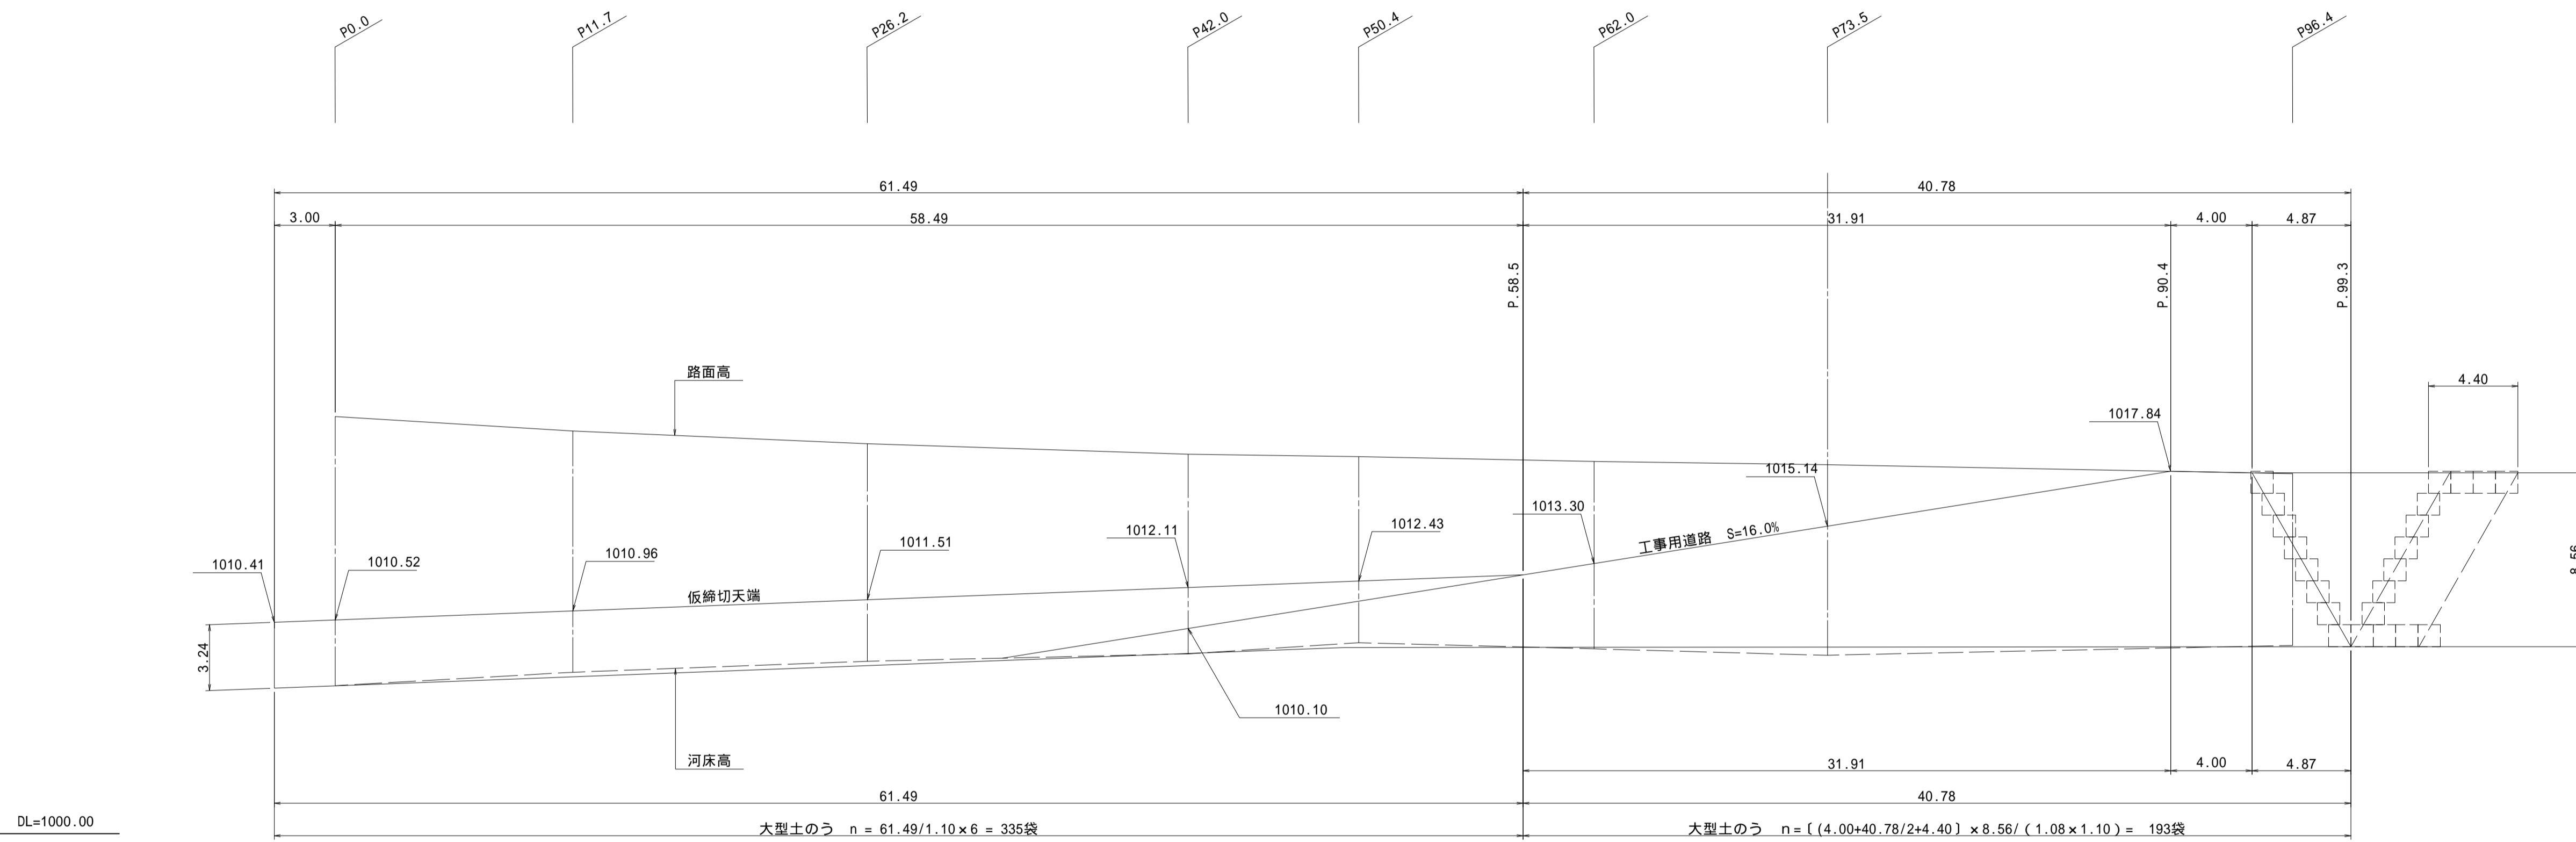 P0.0
P11.7
P26.2
P42.0
P50.4
P62.0
P73.5
P96.4
61.49
40.78
3.00
58.49
31.91
4.00
4.87
P.58.5
P.90.4
P.99.3
路面高
4.40
1017.84
1015.14
1013.30
1012.43
1012.11
1011.51
1010.96
1010.52
1010.41
工事用道路 S=16.0%
8.56
仮締切天端
3.24
1010.10
河床高
31.91
4.00
4.87
61.49
40.78
DL=1000.00
大型土のう n = 61.49/1.10×6 = 335袋
大型土のう n=〔(4.00+40.78/2+4.40〕×8.56/(1.08×1.10)= 193袋